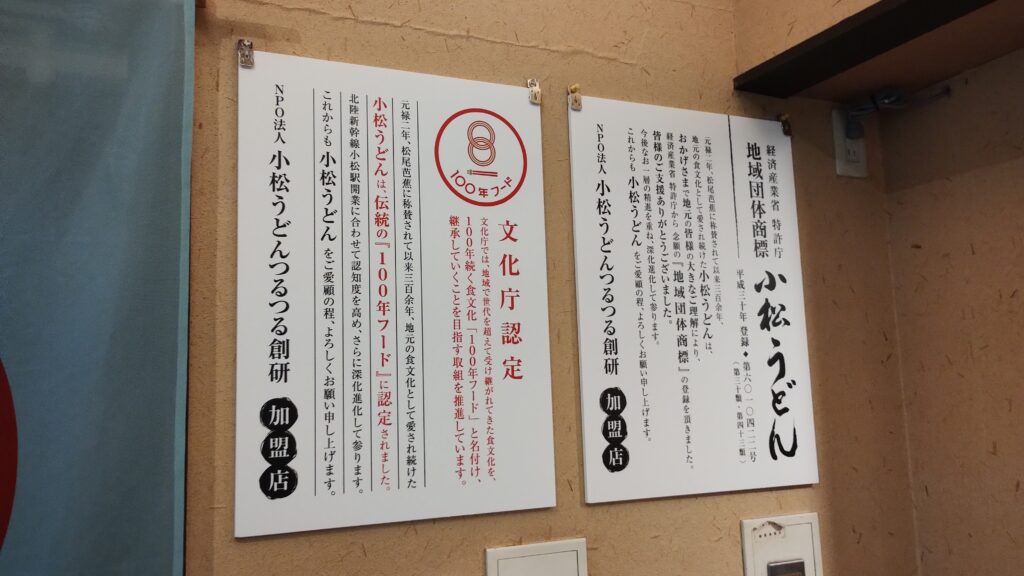 経済産業省 特許庁
地域団体商標
小松うどん
平成三十年 登録◆第六〇一〇四二二号
(第三十類、第四十三類)
元禄二年、松尾芭蕉に称賛されて以来三百余年、
地元の食文化として愛され続けた小松うどんは、
おかげさまで地元の皆様の大きなご理解により、
経済産業省 特許庁から 念願の『地域団体商標』の登録を頂きました。
皆様のご支援ありがとうございました。
今後なお一層の精進を重ね、深化進化して参ります。
これからも 小松うどん をご愛顧の程、よろしくお願い申し上げます。
NPO法人 小松うどんつるつる創研 加盟店
100年フード
文化庁認定
文化庁では、地域で世代を超えて受け継がれてきた食文化を、
100年続く食文化「100年フード」と名付け、
継承していくことを目指す取組を推進しています。
元禄二年、松尾芭蕉に称賛されて以来三百余年、地元の食文化として愛され続けた
小松うどんは、伝統の『100年フード』に認定されました。
北陸新幹線小松駅開業に合わせて認知度を高め、さらに深化進化して参ります。
これからも 小松うどん をご愛顧の程、よろしくお願い申し上げます。
NPO法人 小松うどんつるつる創研 加盟店